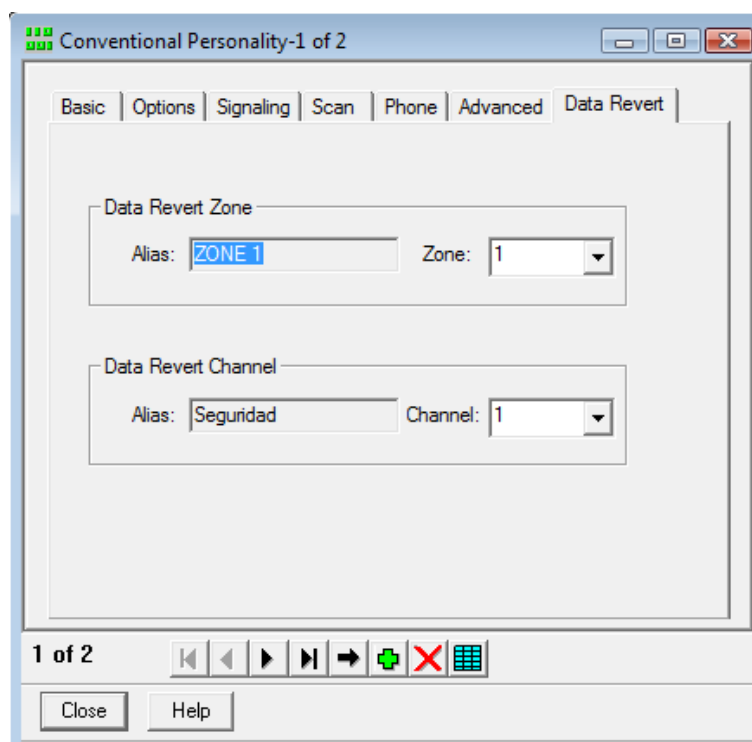 Conventional Personality-1 of 2
Basic Options Signaling Scan Phone Advanced Data Revert
Data Revert Zone
Alias: ZONE 1 Zone: 1
Data Revert Channel
Alias: Seguridad Channel: 1
1 of 2
Close Help